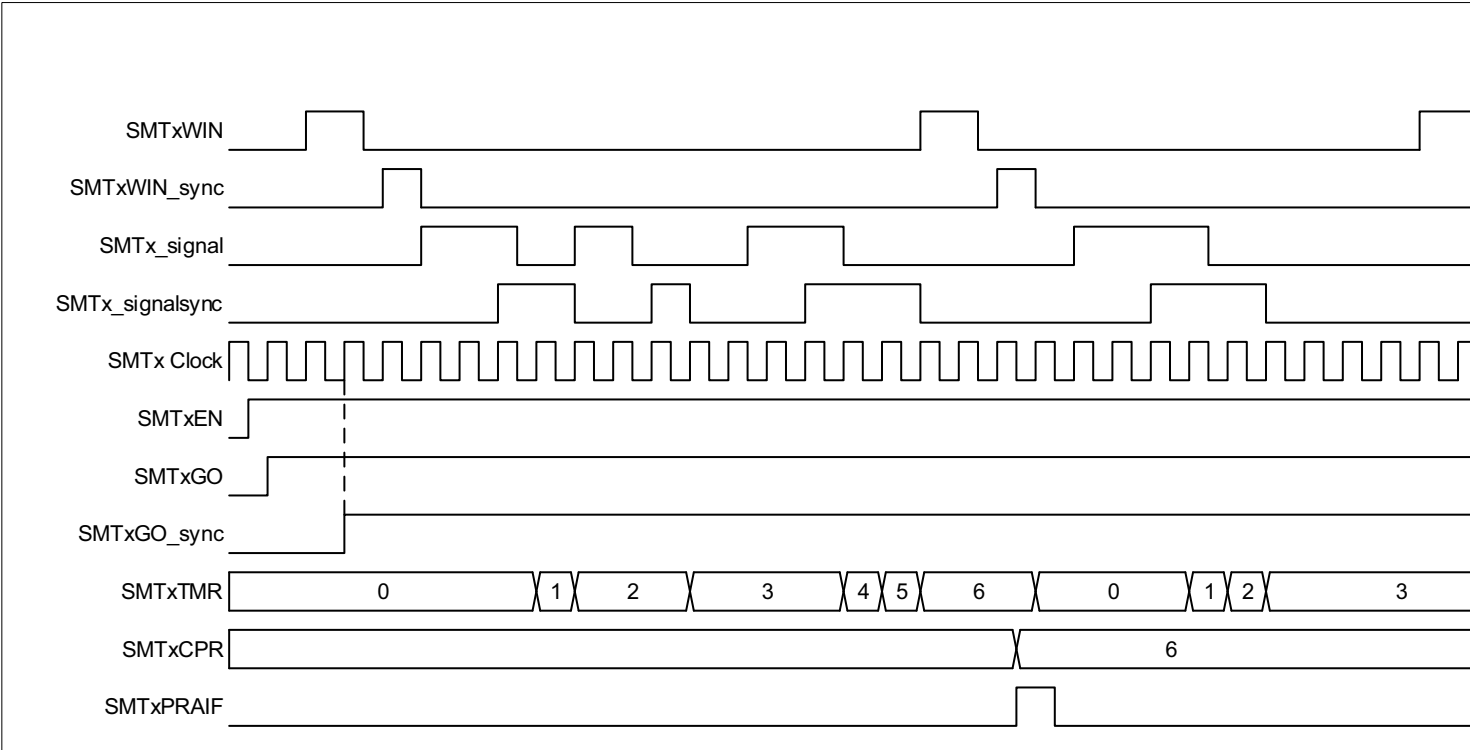 SMTxWIN
SMTxWIN_sync
SMTx_signal
SMTx_signalsync
SMTx Clock
SMTxEN
SMTxGO
SMTxGO_sync
SMTxTMR 0 1 2 3 4 5 6 0 1 2 3
SMTxCPR 6
SMTxPRAIF